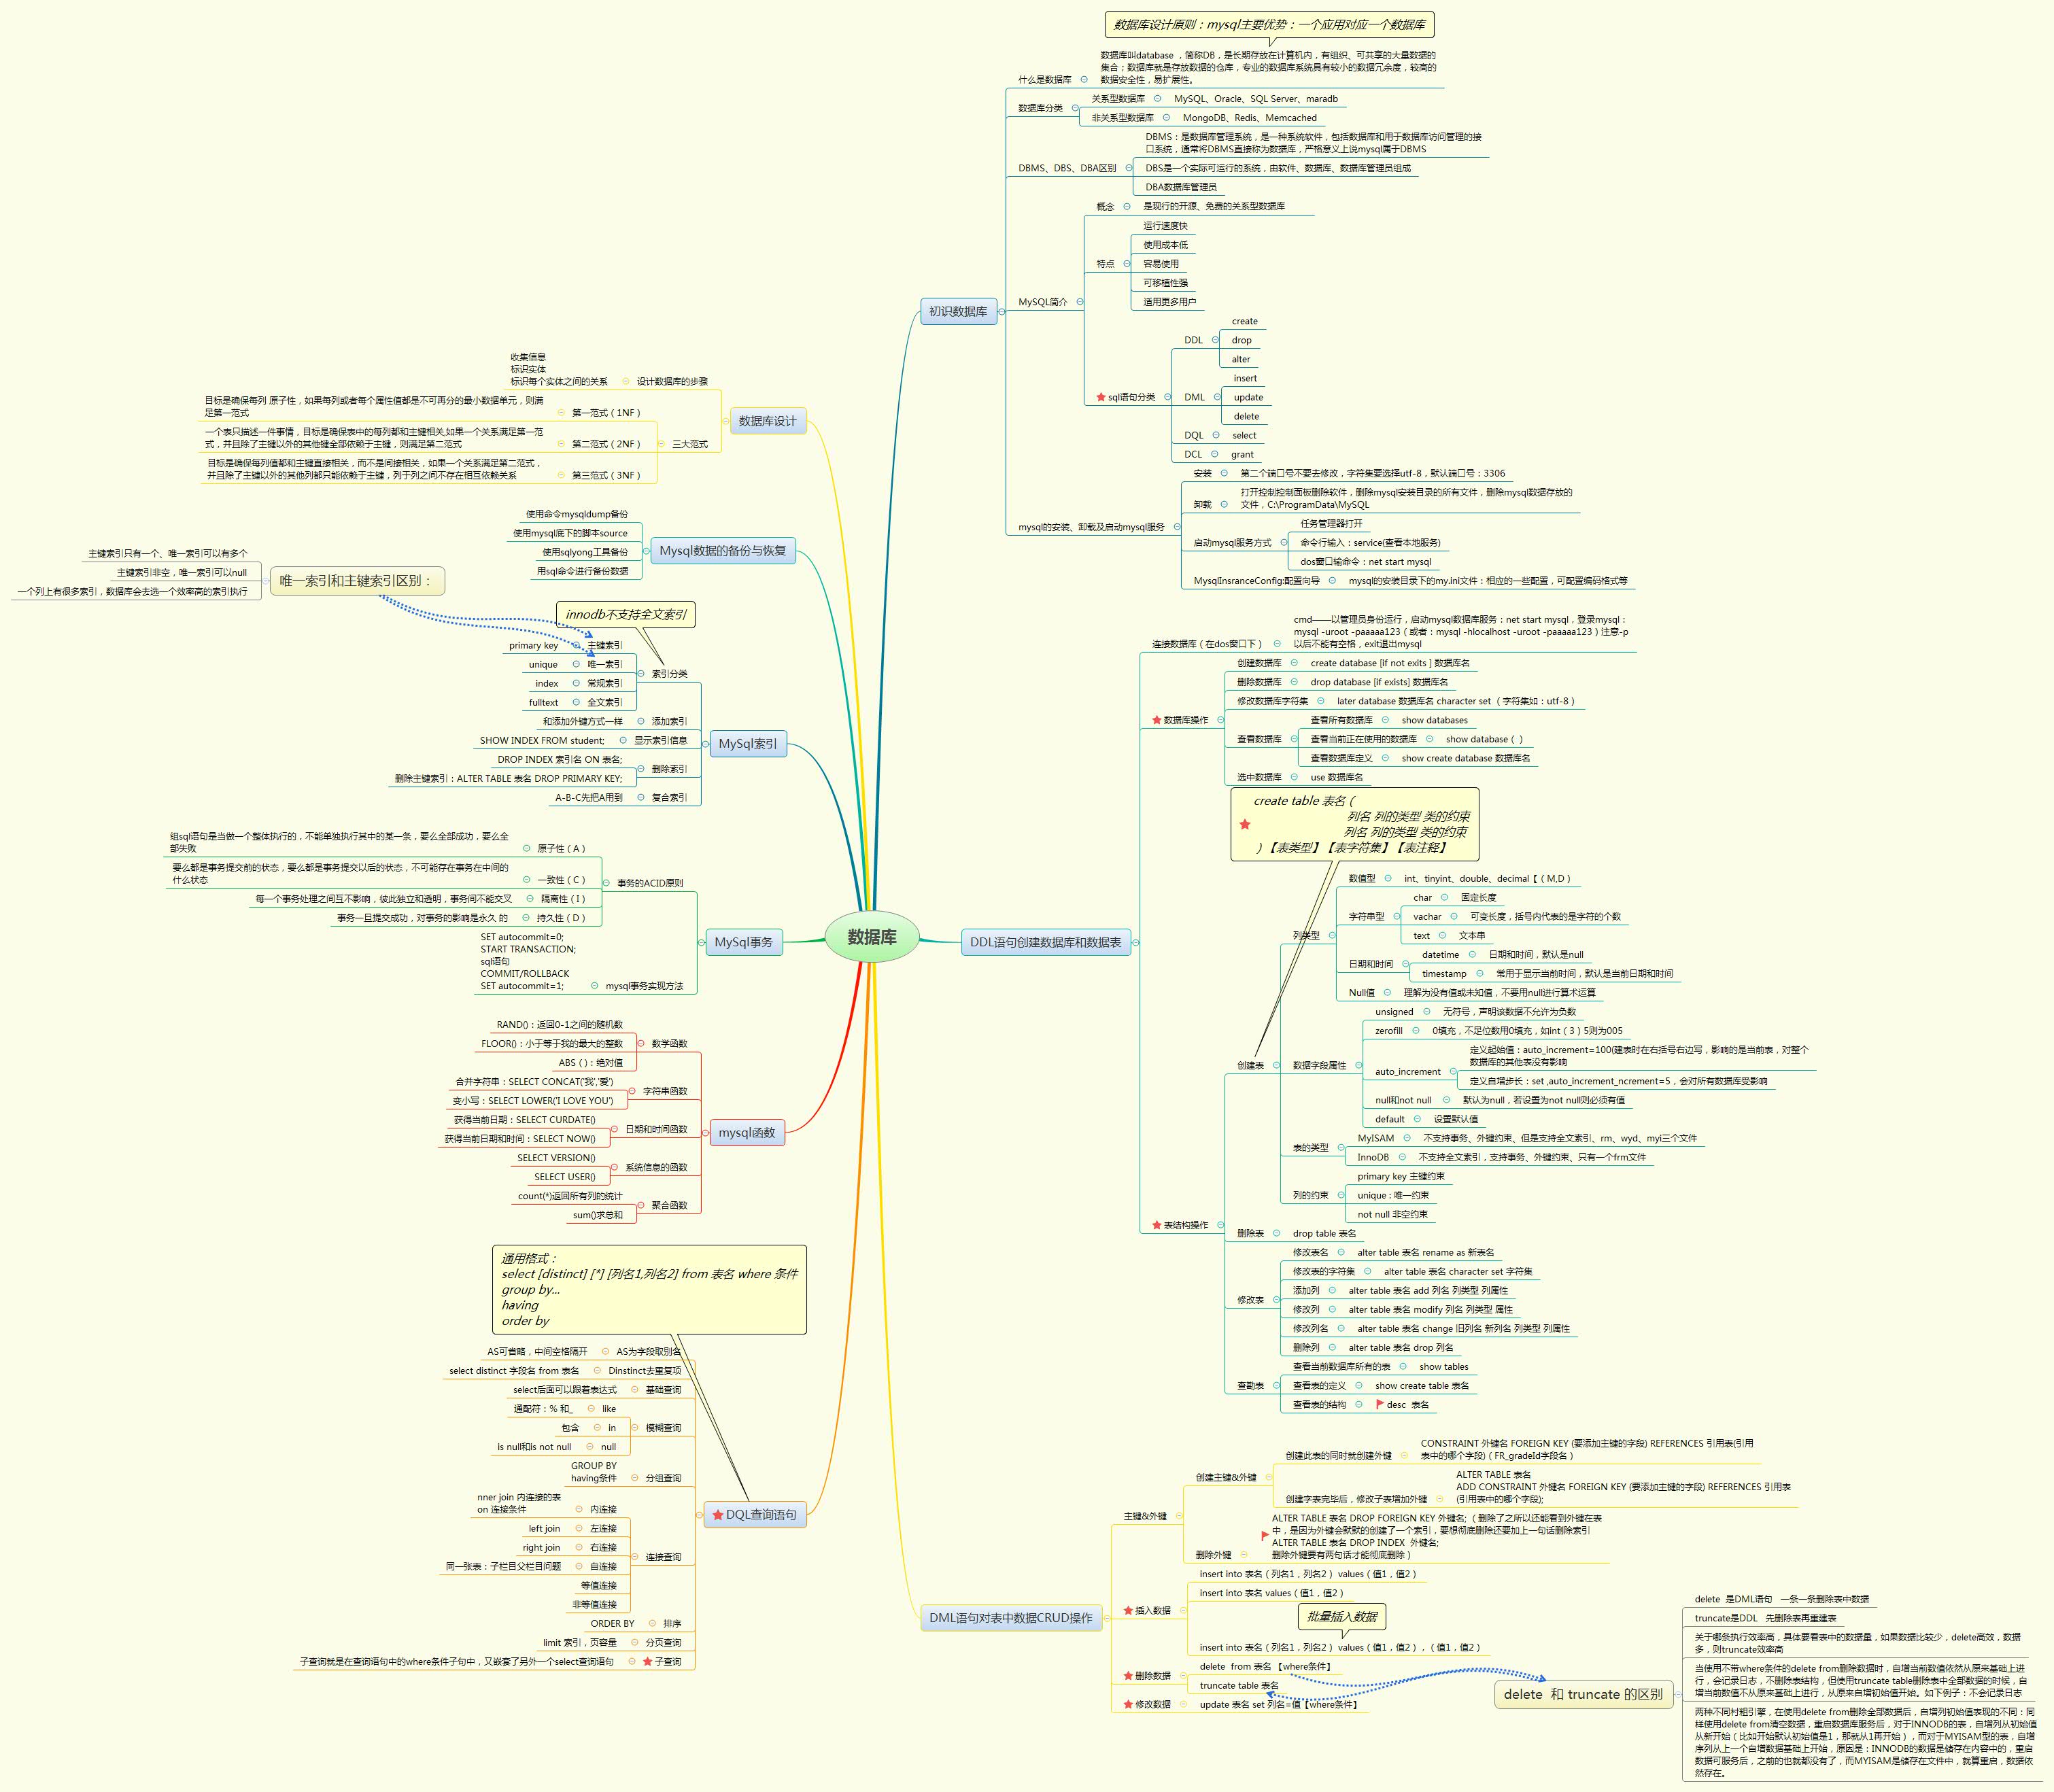 数据库
数据库设计原则：mysql主要优势：一个应用对应一个数据库
初识数据库
什么是数据库
数据库叫database ，简称DB，是长期存放在计算机内，有组织、可共享的大量数据的
集合；数据库就是存放数据的仓库，专业的数据库系统具有较小的数据冗余度，较高的
数据安全性，易扩展性。
数据库分类
关系型数据库
MySQL、Oracle、SQL Server、maradb
非关系型数据库
MongoDB、Redis、Memcached
DBMS、DBS、DBA区别
DBMS：是数据库管理系统，是一种系统软件，包括数据库和用于数据库访问管理的接
口系统，通常将DBMS直接称为数据库，严格意义上说mysql属于DBMS
DBS是一个实际可运行的系统，由软件、数据库、数据库管理员组成
DBA数据库管理员
MySQL简介
概念
是现行的开源、免费的关系型数据库
特点
运行速度快
使用成本低
容易使用
可移植性强
适用更多用户
sql语句分类
DDL
create
drop
alter
DML
insert
update
delete
DQL
select
DCL
grant
mysql的安装、卸载及启动mysql服务
安装
第二个端口号不要去修改，字符集要选择utf-8，默认端口号：3306
卸载
打开控制控制面板删除软件，删除mysql安装目录的所有文件，删除mysql数据存放的
文件，C:\ProgramData\MySQL
启动mysql服务方式
任务管理器打开
命令行输入：service(查看本地服务)
dos窗口输命令：net start mysql
MysqlInsranceConfig:配置向导
mysql的安装目录下的my.ini文件：相应的一些配置，可配置编码格式等
DDL语句创建数据库和数据表
连接数据库（在dos窗口下）
cmd——以管理员身份运行，启动mysql数据库服务：net start mysql，登录mysql：
mysql -uroot -paaaaa123（或者：mysql -hlocalhost -uroot -paaaaa123）注意-p
以后不能有空格，exit退出mysql
数据库操作
创建数据库
create database [if not exits ] 数据库名
删除数据库
drop database [if exists] 数据库名
修改数据库字符集
later database 数据库名 character set （字符集如：utf-8）
查看数据库
查看所有数据库
show databases
查看当前正在使用的数据库
show database（ ）
查看数据库定义
show create database 数据库名
选中数据库
use 数据库名
create table 表名（
列名 列的类型 类的约束
列名 列的类型 类的约束
）【表类型】【表字符集】【表注释】
表结构操作
创建表
列类型
数值型
int、tinyint、double、decimal【（M,D）
字符串型
char
固定长度
vachar
可变长度，括号内代表的是字符的个数
text
文本串
日期和时间
datetime
日期和时间，默认是null
timestamp
常用于显示当前时间，默认是当前日期和时间
Null值
理解为没有值或未知值，不要用null进行算术运算
数据字段属性
unsigned
无符号，声明该数据不允许为负数
zerofill
0填充，不足位数用0填充，如int（3）5则为005
auto_increment
定义起始值：auto_increment=100(建表时在右括号右边写，影响的是当前表，对整个
数据库的其他表没有影响
定义自增步长：set ,auto_increment_ncrement=5，会对所有数据库受影响
null和not null
默认为null，若设置为not null则必须有值
default
设置默认值
表的类型
MyISAM
不支持事务、外键约束、但是支持全文索引、rm、wyd、myi三个文件
InnoDB
不支持全文索引，支持事务、外键约束、只有一个frm文件
列的约束
primary key 主键约束
unique : 唯一约束
not null 非空约束
删除表
drop table 表名
修改表
修改表名
alter table 表名 rename as 新表名
修改表的字符集
alter table 表名 character set 字符集
添加列
alter table 表名 add 列名 列类型 列属性
修改列
alter table 表名 modify 列名 列类型 属性
修改列名
alter table 表名 change 旧列名 新列名 列类型 列属性
删除列
alter table 表名 drop 列名
查勘表
查看当前数据库所有的表
show tables
查看表的定义
show create table 表名
查看表的结构
desc 表名
DML语句对表中数据CRUD操作
主键&外键
创建主键&外键
创建此表的同时就创建外键
CONSTRAINT 外键名 FOREIGN KEY (要添加主键的字段) REFERENCES 引用表(引用
表中的哪个字段)（FR_gradeId字段名）
创建字表完毕后，修改子表增加外键
ALTER TABLE 表名
ADD CONSTRAINT 外键名 FOREIGN KEY (要添加主键的字段) REFERENCES 引用表
(引用表中的哪个字段);
删除外键
ALTER TABLE 表名 DROP FOREIGN KEY 外键名;（ 删除了之所以还能看到外键在表
中，是因为外键会默默的创建了一个索引，要想彻底删除还要加上一句话删除索引
ALTER TABLE 表名 DROP INDEX 外键名;
删除外键要有两句话才能彻底删除）
插入数据
insert into 表名（列名1，列名2） values（值1，值2）
insert into 表名 values（值1，值2）
批量插入数据
insert into 表名（列名1，列名2） values（值1，值2），（值1，值2）
删除数据
delete from 表名 【where条件】
truncate table 表名
修改数据
update 表名 set 列名=值【where条件】
delete 和 truncate 的区别
delete 是DML语句 一条一条删除表中数据
truncate是DDL 先删除表再重建表
关于哪条执行效率高，具体要看表中的数据量，如果数据比较少，delete高效，数据
多，则truncate效率高
当使用不带where条件的delete from删除数据时，自增当前数值依然从原来基础上进
行，会记录日志，不删除表结构，但使用truncate table删除表中全部数据的时候，自
增当前数值不从原来基础上进行，从原来自增初始值开始。如下例子：不会记录日志
两种不同村粗引擎，在使用delete from删除全部数据后，自增列初始值表现的不同：同
样使用delete from清空数据，重启数据库服务后，对于INNODB的表，自增列从初始值
从新开始（比如开始默认初始值是1，那就从1再开始），而对于MYISAM型的表，自增
序列从上一个自增数据基础上开始，原因是：INNODB的数据是储存在内容中的，重启
数据可服务后，之前的也就都没有了，而MYISAM是储存在文件中，就算重启，数据依
然存在。
数据库设计
设计数据库的步骤
收集信息
标识实体
标识每个实体之间的关系
三大范式
第一范式（1NF）
目标是确保每列 原子性，如果每列或者每个属性值都是不可再分的最小数据单元，则满
足第一范式
第二范式（2NF）
一个表只描述一件事情，目标是确保表中的每列都和主键相关,如果一个关系满足第一范
式，并且除了主键以外的其他键全部依赖于主键，则满足第二范式
第三范式（3NF）
目标是确保每列值都和主键直接相关，而不是间接相关，如果一个关系满足第二范式，
并且除了主键以外的其他列都只能依赖于主键，列于列之间不存在相互依赖关系
Mysql数据的备份与恢复
使用命令mysqldump备份
使用mysql底下的脚本source
使用sqlyong工具备份
用sql命令进行备份数据
唯一索引和主键索引区别：
主键索引只有一个、唯一索引可以有多个
主键索引非空，唯一索引可以null
一个列上有很多索引，数据库会去选一个效率高的索引执行
innodb不支持全文索引
MySql索引
索引分类
主键索引
primary key
唯一索引
unique
常规索引
index
全文索引
fulltext
添加索引
和添加外键方式一样
显示索引信息
SHOW INDEX FROM student;
删除索引
DROP INDEX 索引名 ON 表名;
删除主键索引：ALTER TABLE 表名 DROP PRIMARY KEY;
复合索引
A-B-C先把A用到
MySql事务
事务的ACID原则
原子性（A）
组sql语句是当做一个整体执行的，不能单独执行其中的某一条，要么全部成功，要么全
部失败
一致性（C）
要么都是事务提交前的状态，要么都是事务提交以后的状态，不可能存在事务在中间的
什么状态
隔离性（I）
每一个事务处理之间互不影响，彼此独立和透明，事务间不能交叉
持久性（D）
事务一旦提交成功，对事务的影响是永久 的
mysql事务实现方法
SET autocommit=0;
START TRANSACTION;
sql语句
COMMIT/ROLLBACK
SET autocommit=1;
mysql函数
数学函数
RAND()：返回0-1之间的随机数
FLOOR()：小于等于我的最大的整数
ABS ( )：绝对值
字符串函数
合并字符串：SELECT CONCAT('我','爱')
变小写：SELECT LOWER('I LOVE YOU')
日期和时间函数
获得当前日期：SELECT CURDATE()
获得当前日期和时间：SELECT NOW()
系统信息的函数
SELECT VERSION()
SELECT USER()
聚合函数
count(*)返回所有列的统计
sum()求总和
通用格式：
select [distinct] [*] [列名1,列名2] from 表名 where 条件
group by...
having
order by
DQL查询语句
AS为字段取别名
AS可省略，中间空格隔开
Dinstinct去重复项
select distinct 字段名 from 表名
基础查询
select后面可以跟着表达式
模糊查询
like
通配符：% 和_
in
包含
null
is null和is not null
分组查询
GROUP BY
having条件
连接查询
内连接
nner join 内连接的表
on 连接条件
左连接
left join
右连接
right join
自连接
同一张表：子栏目父栏目问题
等值连接
非等值连接
排序
ORDER BY
分页查询
limit 索引，页容量
子查询
子查询就是在查询语句中的where条件子句中，又嵌套了另外一个select查询语句